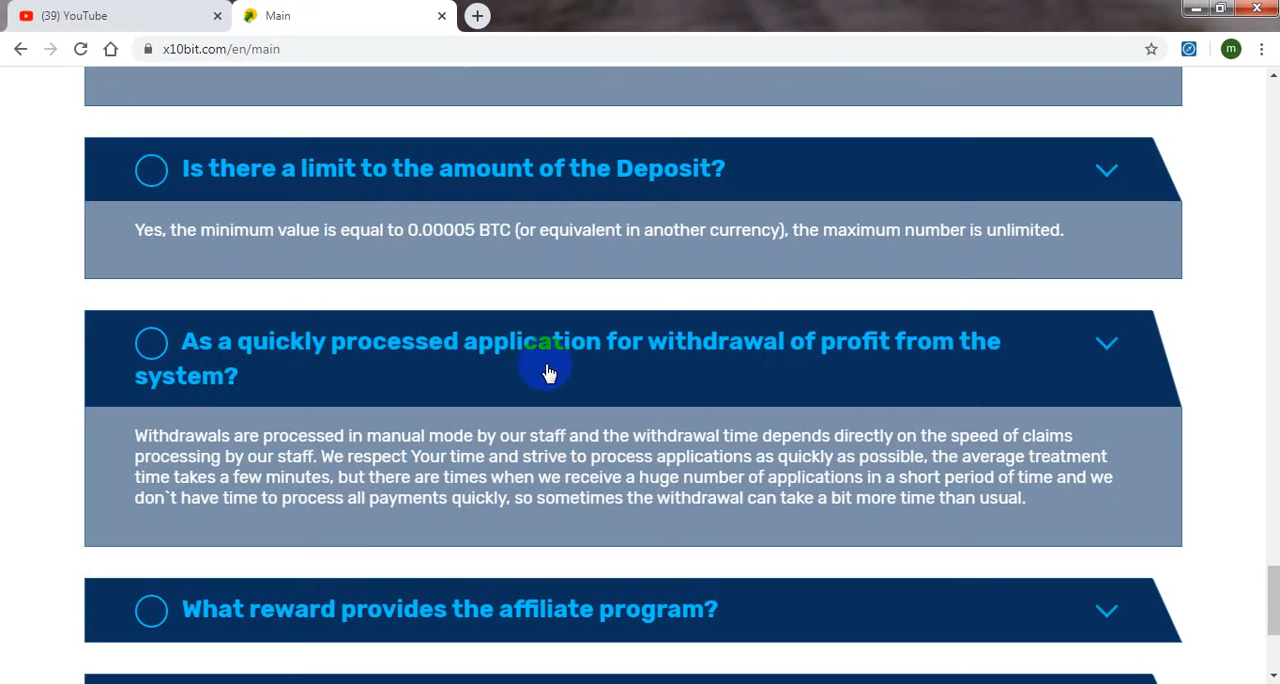 (39) YouTube
Main
x10bit.com/en/main
m
Is there a limit to the amount of the Deposit?
Yes, the minimum value is equal to 0.00005 BTC (or equivalent in another currency), the maximum number is unlimited.
As a quickly processed application for withdrawal of profit from the
system?
Withdrawals are processed in manual mode by our staff and the withdrawal time depends directly on the speed of claims
processing by our staff. We respect Your time and strive to process applications as quickly as possible, the average treatment
time takes a few minutes, but there are times when we receive a huge number of applications in a short period of time and we
don`t have time to process all payments quickly, so sometimes the withdrawal can take a bit more time than usual.
What reward provides the affiliate program?